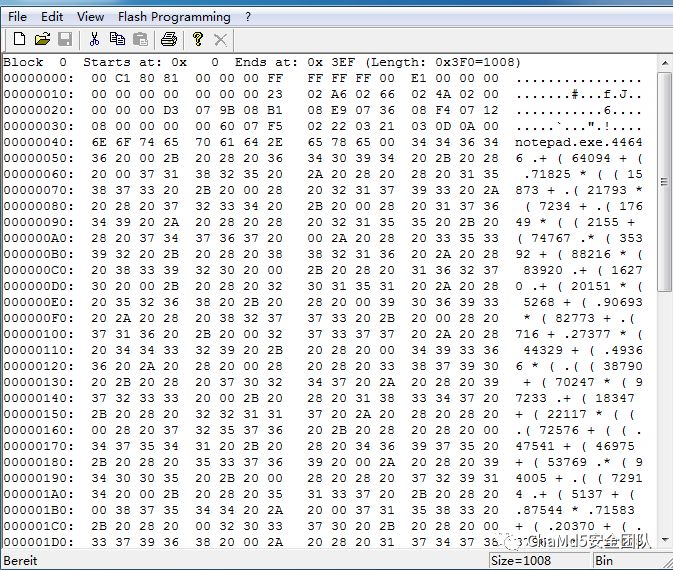 File Edit View Flash Programming ?
Block 0 Starts at: 0x 0 Ends at: 0x 3EF (Length: 0x3F0=1008)
00000000: 00 C1 80 81 00 00 00 FF FF FF FF 00 E1 00 00 00 ................
00000010: 00 00 00 00 00 00 00 23 02 A6 02 66 02 4A 02 00 .......#...f.J..
00000020: 00 00 00 D3 07 9B 08 B1 08 E9 07 36 08 F4 07 12 ...........6....
00000030: 08 00 00 00 00 60 07 F5 02 22 03 21 03 0D 0A 00 .....`...".!....
00000040: 6E 6F 74 65 70 61 64 2E 65 78 65 00 34 34 36 34 notepad.exe.4464
00000050: 36 20 00 2B 20 28 20 36 34 30 39 34 20 2B 20 28 6 .+ ( 64094 + (
00000060: 20 00 37 31 38 32 35 20 2A 20 28 20 28 20 31 35 .71825 * ( ( 15
00000070: 38 37 33 20 2B 20 00 28 20 32 31 37 39 33 20 2A 873 + .( 21793 *
00000080: 20 28 20 37 32 33 34 20 2B 20 00 28 20 31 37 36 ( 7234 + .( 176
00000090: 34 39 20 2A 20 28 20 28 20 32 31 35 35 20 2B 20 49 * ( ( 2155 +
000000A0: 28 20 37 34 37 36 37 20 00 2A 20 28 20 33 35 33 ( 74767 .* ( 353
000000B0: 39 32 20 2B 20 28 20 38 38 32 31 36 20 2A 20 28 92 + ( 88216 * (
000000C0: 20 38 33 39 32 30 20 00 2B 20 28 20 31 36 32 37 83920 .+ ( 1627
000000D0: 30 20 00 2B 20 28 20 32 30 31 35 31 20 2A 20 28 0 .+ ( 20151 * (
000000E0: 20 35 32 36 38 20 2B 20 28 20 00 39 30 36 39 33 5268 + ( .90693
000000F0: 20 2A 20 28 20 38 32 37 37 33 20 2B 20 00 28 20 * ( 82773 + .(
00000100: 37 31 36 20 2B 20 00 32 37 33 37 37 20 2A 20 28 716 + .27377 * (
00000110: 20 34 34 33 32 39 20 2B 20 28 20 00 34 39 33 36 44329 + ( .4936
00000120: 36 20 2A 20 28 20 00 28 20 28 20 33 38 37 39 30 6 * ( .( ( 38790
00000130: 20 2B 20 28 20 37 30 32 34 37 20 2A 20 28 20 39 + ( 70247 * ( 9
00000140: 37 32 33 33 20 00 2B 20 28 20 31 38 33 34 37 20 7233 .+ ( 18347
00000150: 2B 20 28 20 32 32 31 31 37 20 2A 20 28 20 28 20 + ( 22117 * ( (
00000160: 00 28 20 37 32 35 37 36 20 2B 20 28 20 28 20 00 .( 72576 + ( ( .
00000170: 34 37 35 34 31 20 2B 20 28 20 34 36 39 37 35 20 47541 + ( 46975
00000180: 2B 20 28 20 35 33 37 36 39 20 00 2A 20 28 20 39 + ( 53769 .* ( 9
00000190: 34 30 30 35 20 2B 20 28 20 28 20 37 32 39 31 4005 + .( ( 7291
000001A0: 34 20 00 2B 20 28 20 35 31 33 37 20 2B 20 28 20 4 .+ ( 5137 + (
000001B0: 00 38 37 35 34 34 20 2A 20 00 37 31 35 38 33 20 .87544 * .71583
000001C0: 2B 20 28 20 00 32 30 33 37 30 20 2B 20 28 20 00 + ( .20370 + ( .
000001D0: 33 37 39 36 38 20 00 2A 20 28 20 31 37 34 37 38
ChaMd5安全团队
Bereit Size=1008 Bin